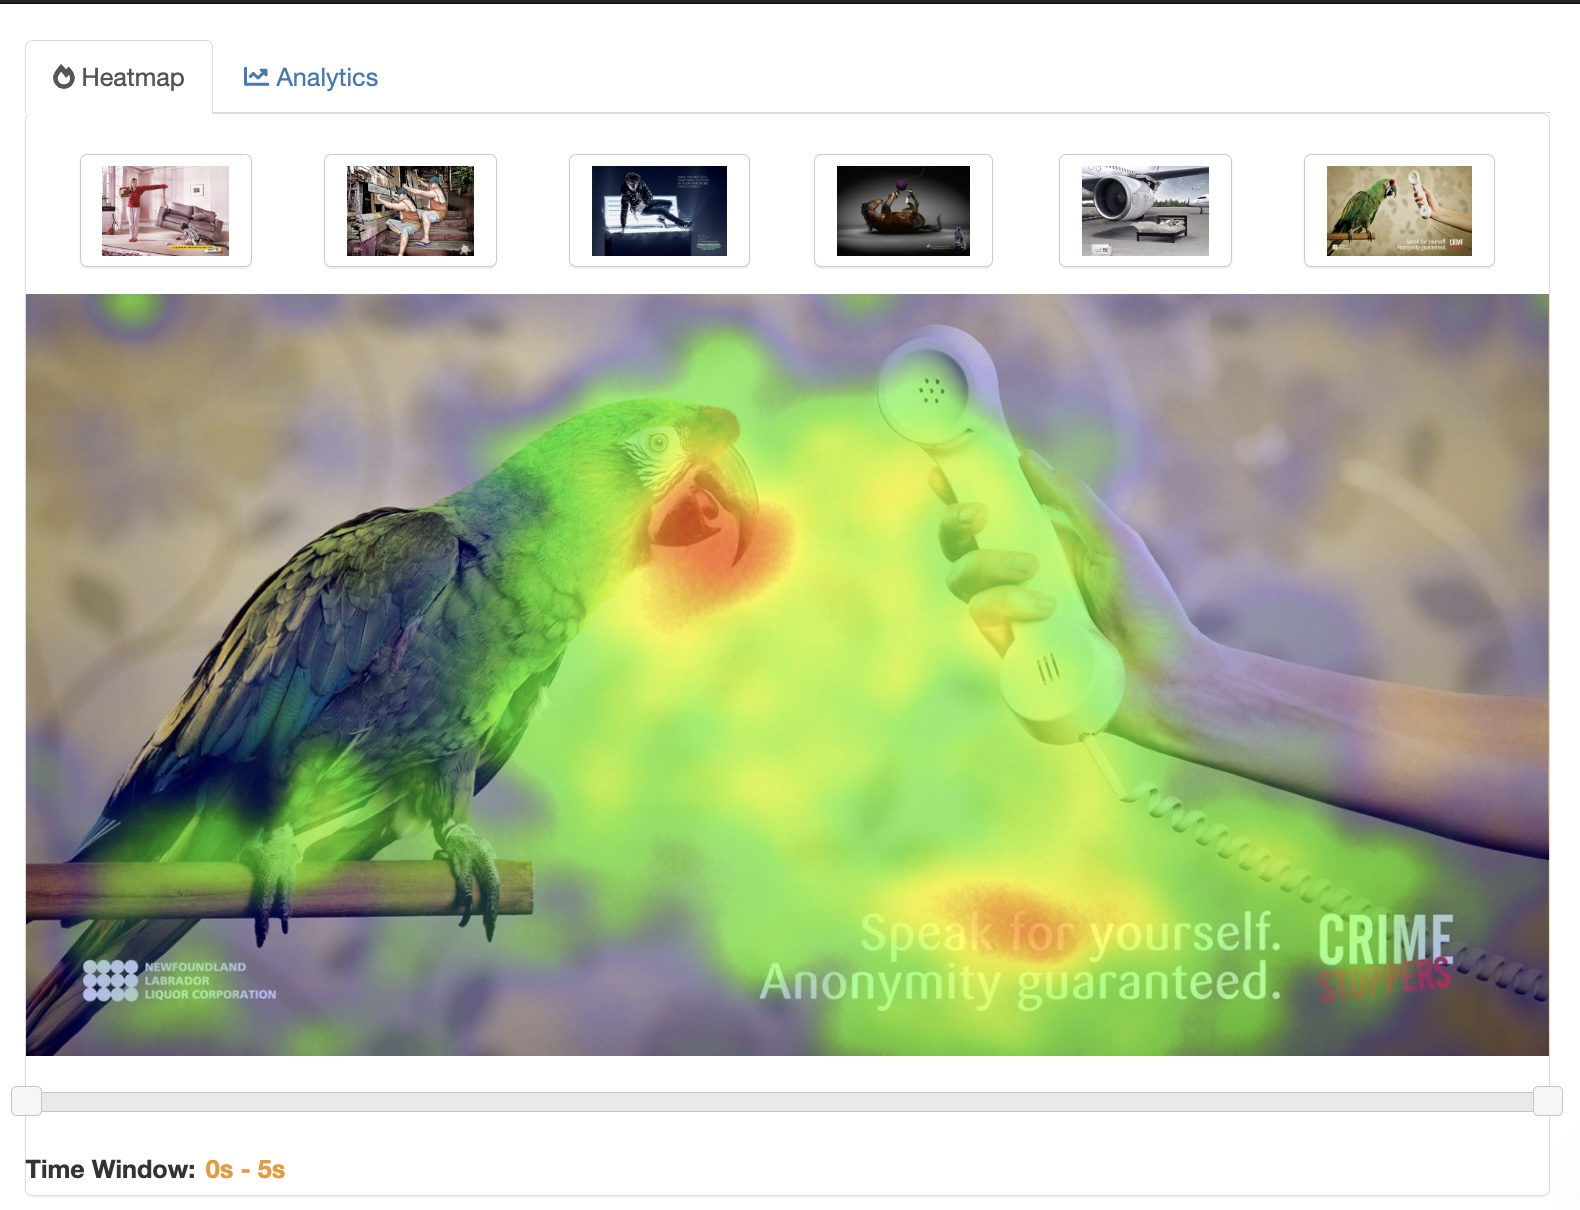 Heatmap
Analytics
Speak for yourself.
Anonymity guaranteed.
CRIME
STOPPERS
NEWFOUNDLAND
LABRADOR
LIQUOR CORPORATION
Time Window: 0s - 5s